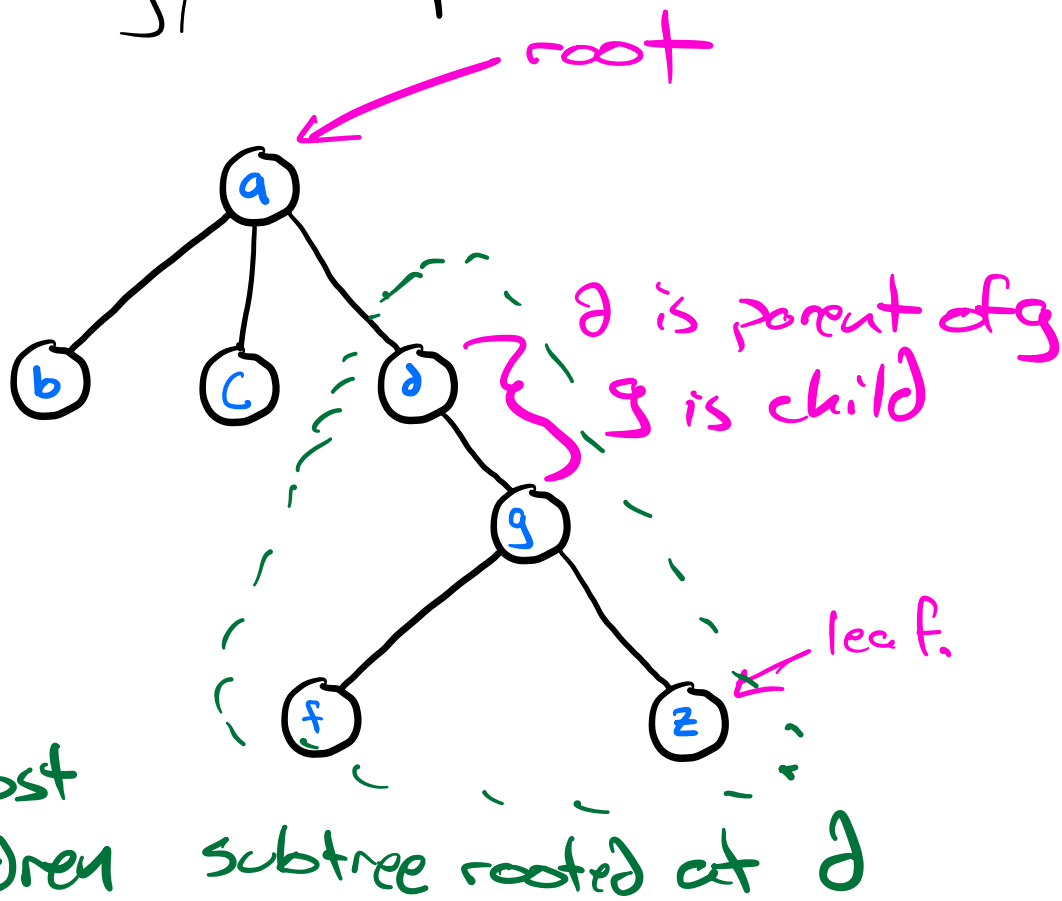 root
a
d is parent of g
b
c
d
g is child
g
leaf.
f
z
subtree rooted at d